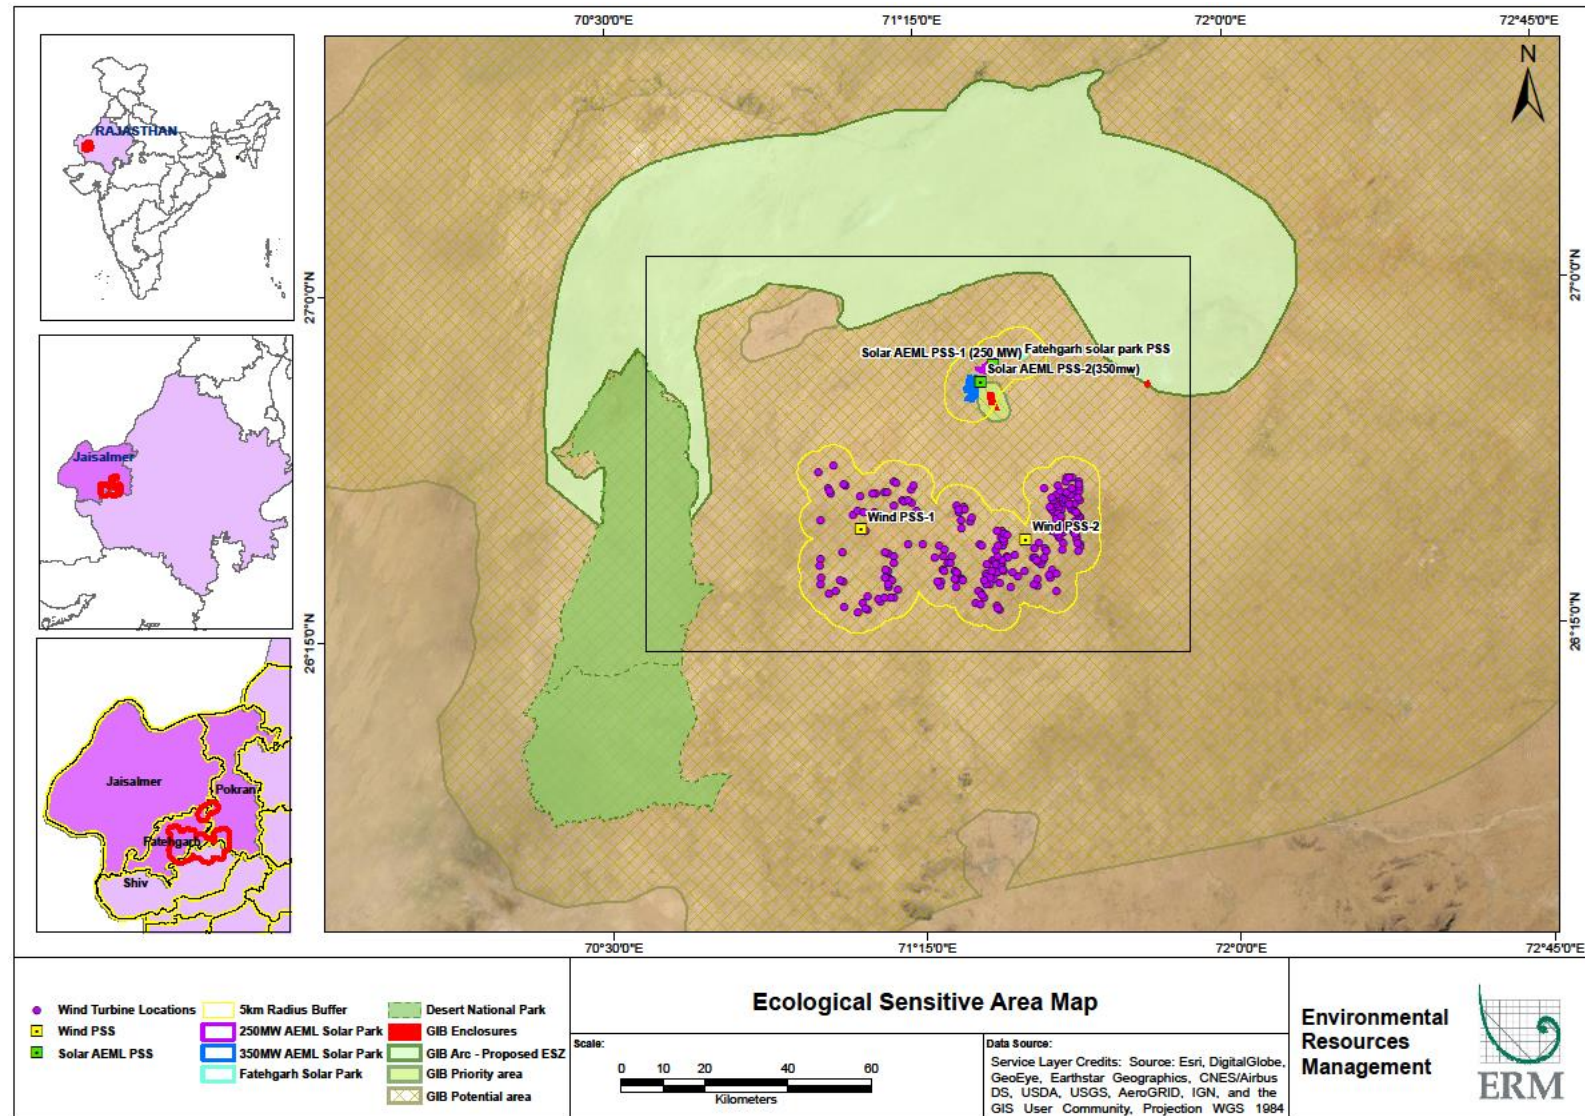 70°30'0"E
71°15'0"E
72°0'0"E
72°45'0"E
N
RAJASTHAN
27°0'0"N
27°0'0"N
Solar AEML PSS-1 (250 MW)
Fatehgarh solar park PSS
Solar AEML PSS-2(350mw)
Jaisalmer
Wind PSS-1
Wind PSS-2
26°15'0"N
26°15'0"N
Jaisalmer
Pokran
Fatehgarh
Shiv
70°30'0"E
71°15'0"E
72°0'0"E
72°45'0"E
Wind Turbine Locations
Wind PSS
Solar AEML PSS
5km Radius Buffer
250MW AEML Solar Park
350MW AEML Solar Park
Fatehgarh Solar Park
Desert National Park
GIB Enclosures
GIB Arc - Proposed ESZ
GIB Priority area
GIB Potential area
Ecological Sensitive Area Map
Scale:
0 10 20 40 60
Kilometers
Data Source:
Service Layer Credits: Source: Esri, DigitalGlobe,
GeoEye, Earthstar Geographics, CNES/Airbus
DS, USDA, USGS, AeroGRID, IGN, and the
GIS User Community, Projection WGS 1984
Environmental
Resources
Management
ERM